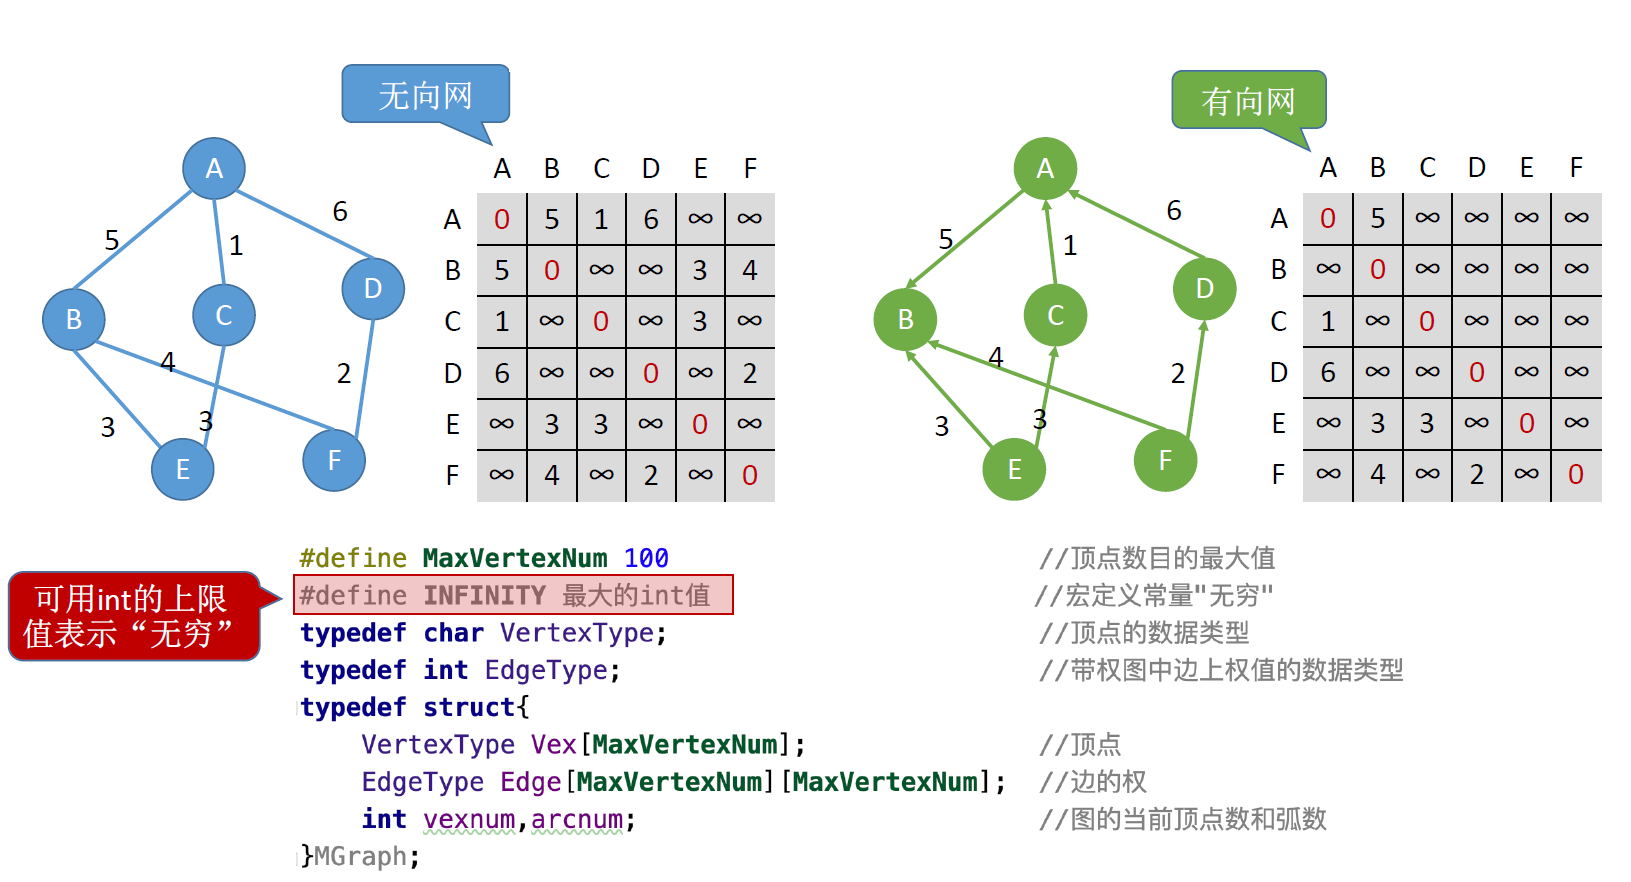 无向网
A
5
1
6
B
C
D
4
2
3
3
E
F
A B C D E F
A 0 5 1 6 ∞ ∞
B 5 0 ∞ ∞ 3 4
C 1 ∞ 0 ∞ 3 ∞
D 6 ∞ ∞ 0 ∞ 2
E ∞ 3 3 ∞ 0 ∞
F ∞ 4 ∞ 2 ∞ 0
有向网
A
5
1
6
B
C
D
4
2
3
3
E
F
A B C D E F
A 0 5 ∞ ∞ ∞ ∞
B ∞ 0 ∞ ∞ ∞ ∞
C 1 ∞ 0 ∞ ∞ ∞
D 6 ∞ ∞ 0 ∞ ∞
E ∞ 3 3 ∞ 0 ∞
F ∞ 4 ∞ 2 ∞ 0
可用int的上限
值表示“无穷”
#define MaxVertexNum 100 //顶点数目的最大值
#define INFINITY 最大的int值 //宏定义常量"无穷"
typedef char VertexType; //顶点的数据类型
typedef int EdgeType; //带权图中边上权值的数据类型
typedef struct{
VertexType Vex[MaxVertexNum]; //顶点
EdgeType Edge[MaxVertexNum][MaxVertexNum]; //边的权
int vexnum,arcnum; //图的当前顶点数和弧数
}MGraph;